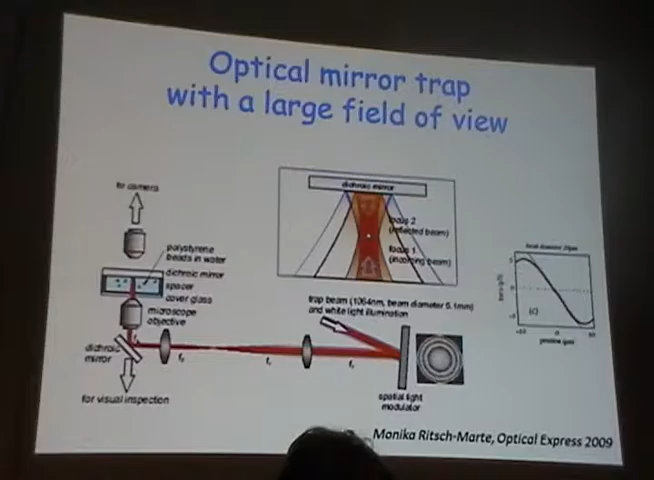 Optical mirror trap
with a large field of view
to camera
polystyrene
beads in water
dichroic mirror
spacer
cover glass
microscope
objective
dichroic
mirror
for visual inspection
dichroic mirror
focus 2
(reflected beam)
focus 1
(incoming beam)
trap beam (1064nm, beam diameter 5.1mm)
and white light illumination
spatial light
modulator
(c)
Monika Ritsch-Marte, Optical Express 2009